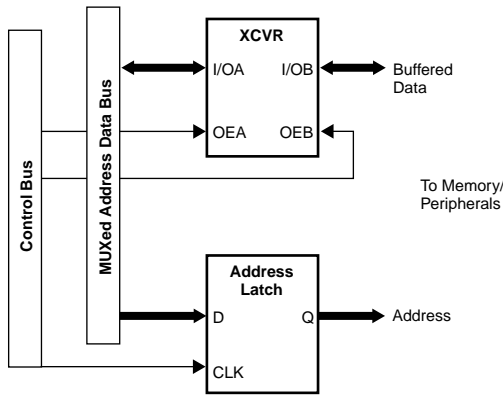 XCVR
I/OA
I/OB
Buffered
Data
OEA
OEB
Control Bus
MUXed Address Data Bus
To Memory/
Peripherals
Address
Latch
D
Q
Address
CLK